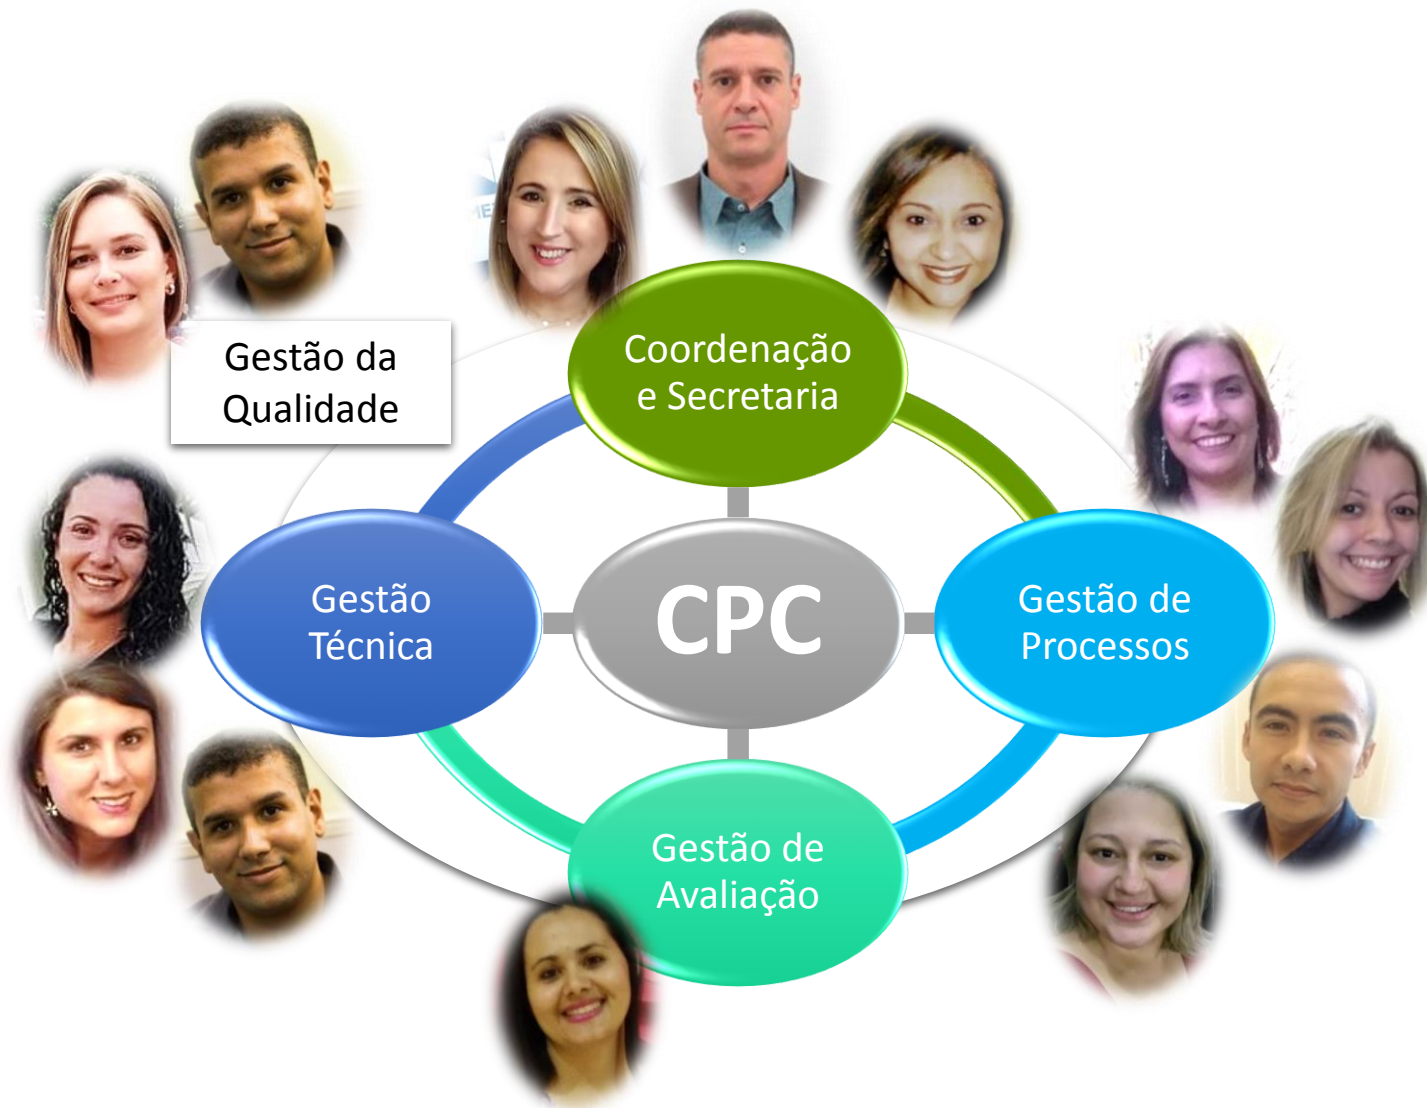 Gestão da
Qualidade
Coordenação
e Secretaria
Gestão
Técnica
CPC
Gestão de
Processos
Gestão de
Avaliação